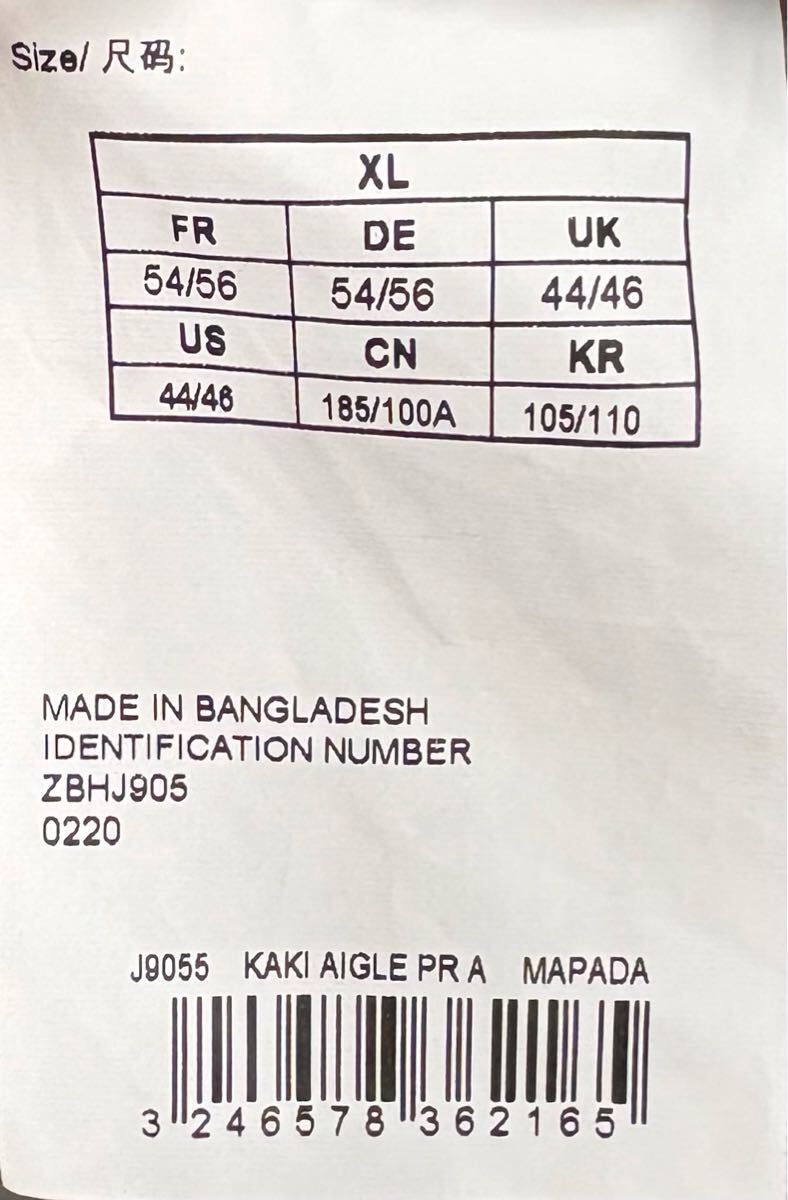 Size/ 尺码:
XL
FR DE UK
54/56 54/56 44/46
US CN KR
44/46 185/100A 105/110
MADE IN BANGLADESH
IDENTIFICATION NUMBER
ZBHJ905
0220
J9055 KAKI AIGLE PR A MAPADA
3 246578 362165